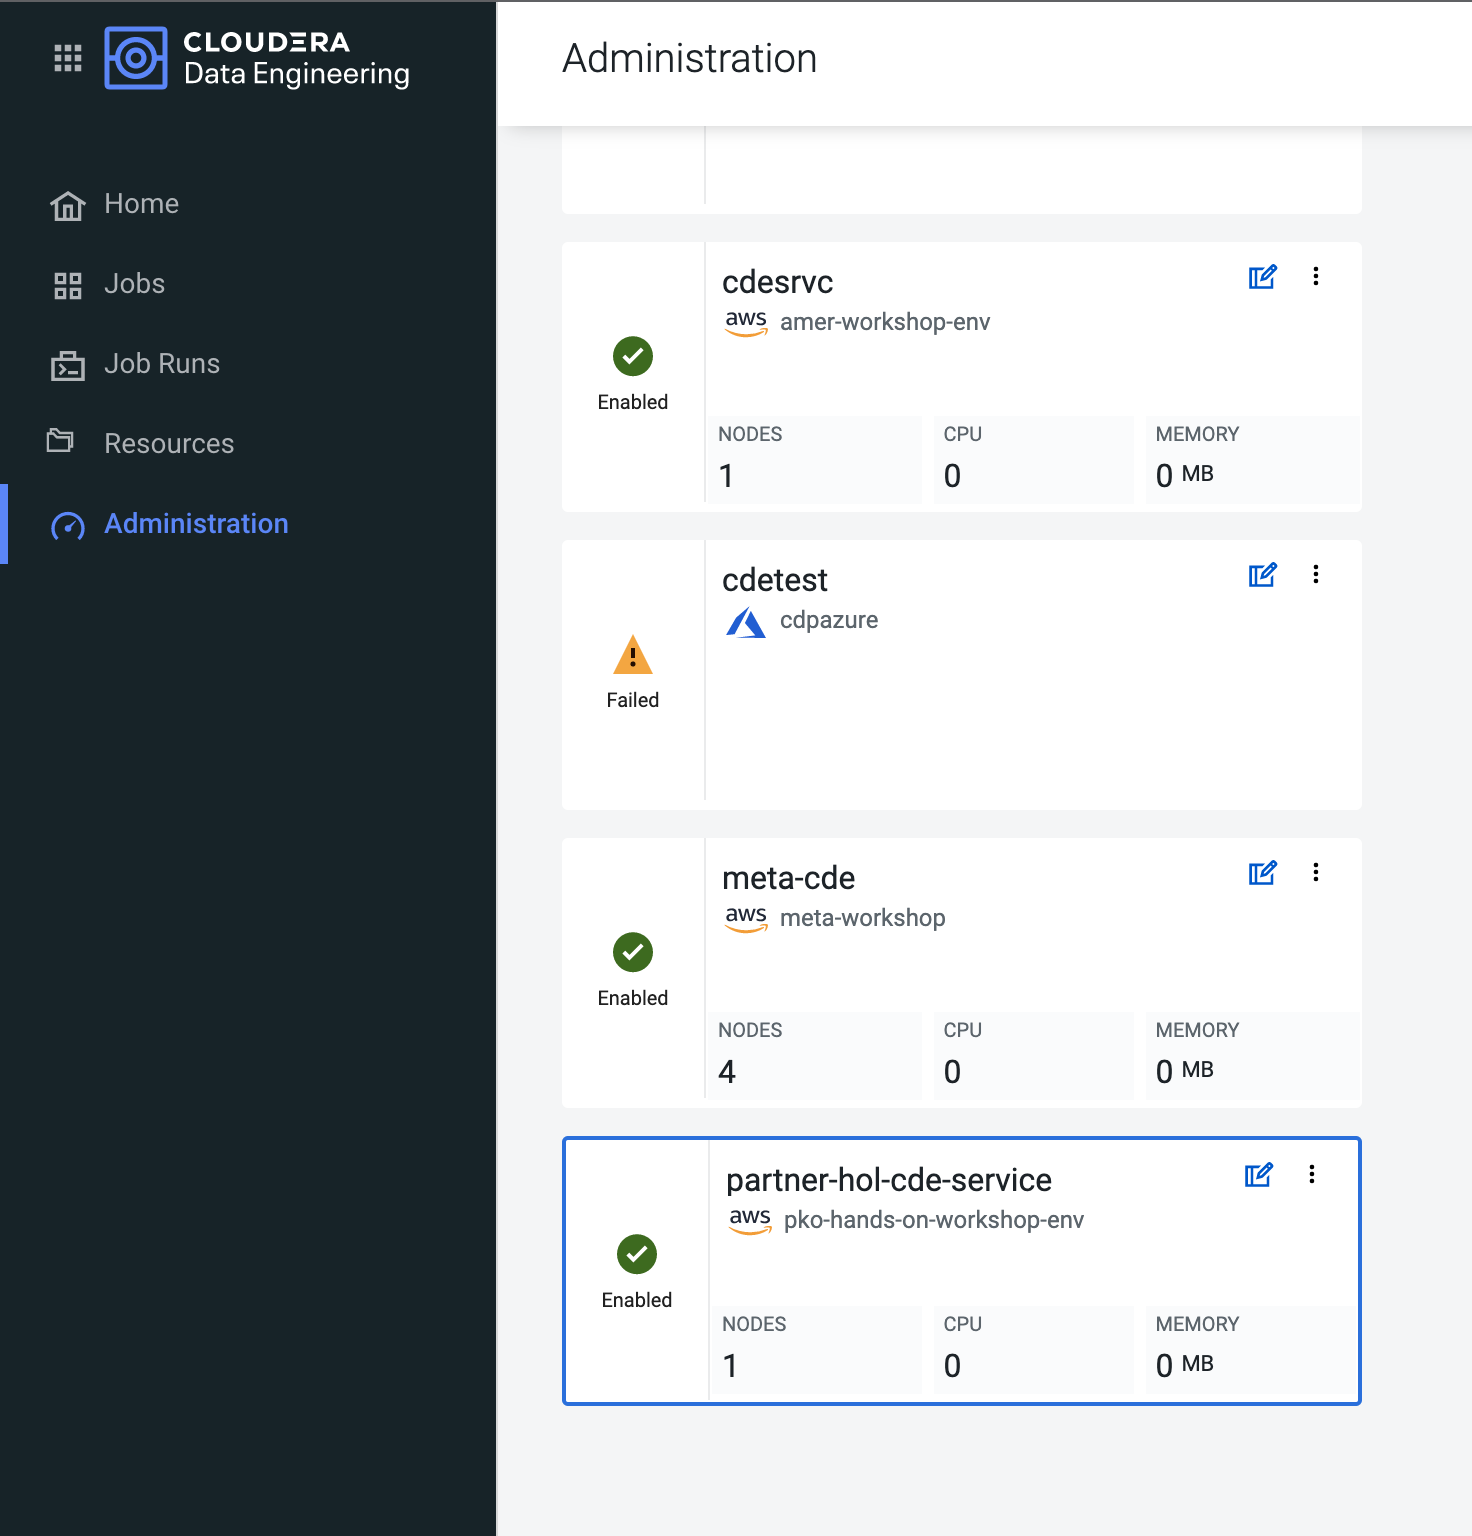 CLOUDERA
Data Engineering
Home
Jobs
Job Runs
Resources
Administration
Administration
cdesrvc
aws amer-workshop-env
Enabled
NODES CPU MEMORY
1 0 0 MB
cdetest
cdpazure
Failed
meta-cde
aws meta-workshop
Enabled
NODES CPU MEMORY
4 0 0 MB
partner-hol-cde-service
aws pko-hands-on-workshop-env
Enabled
NODES CPU MEMORY
1 0 0 MB